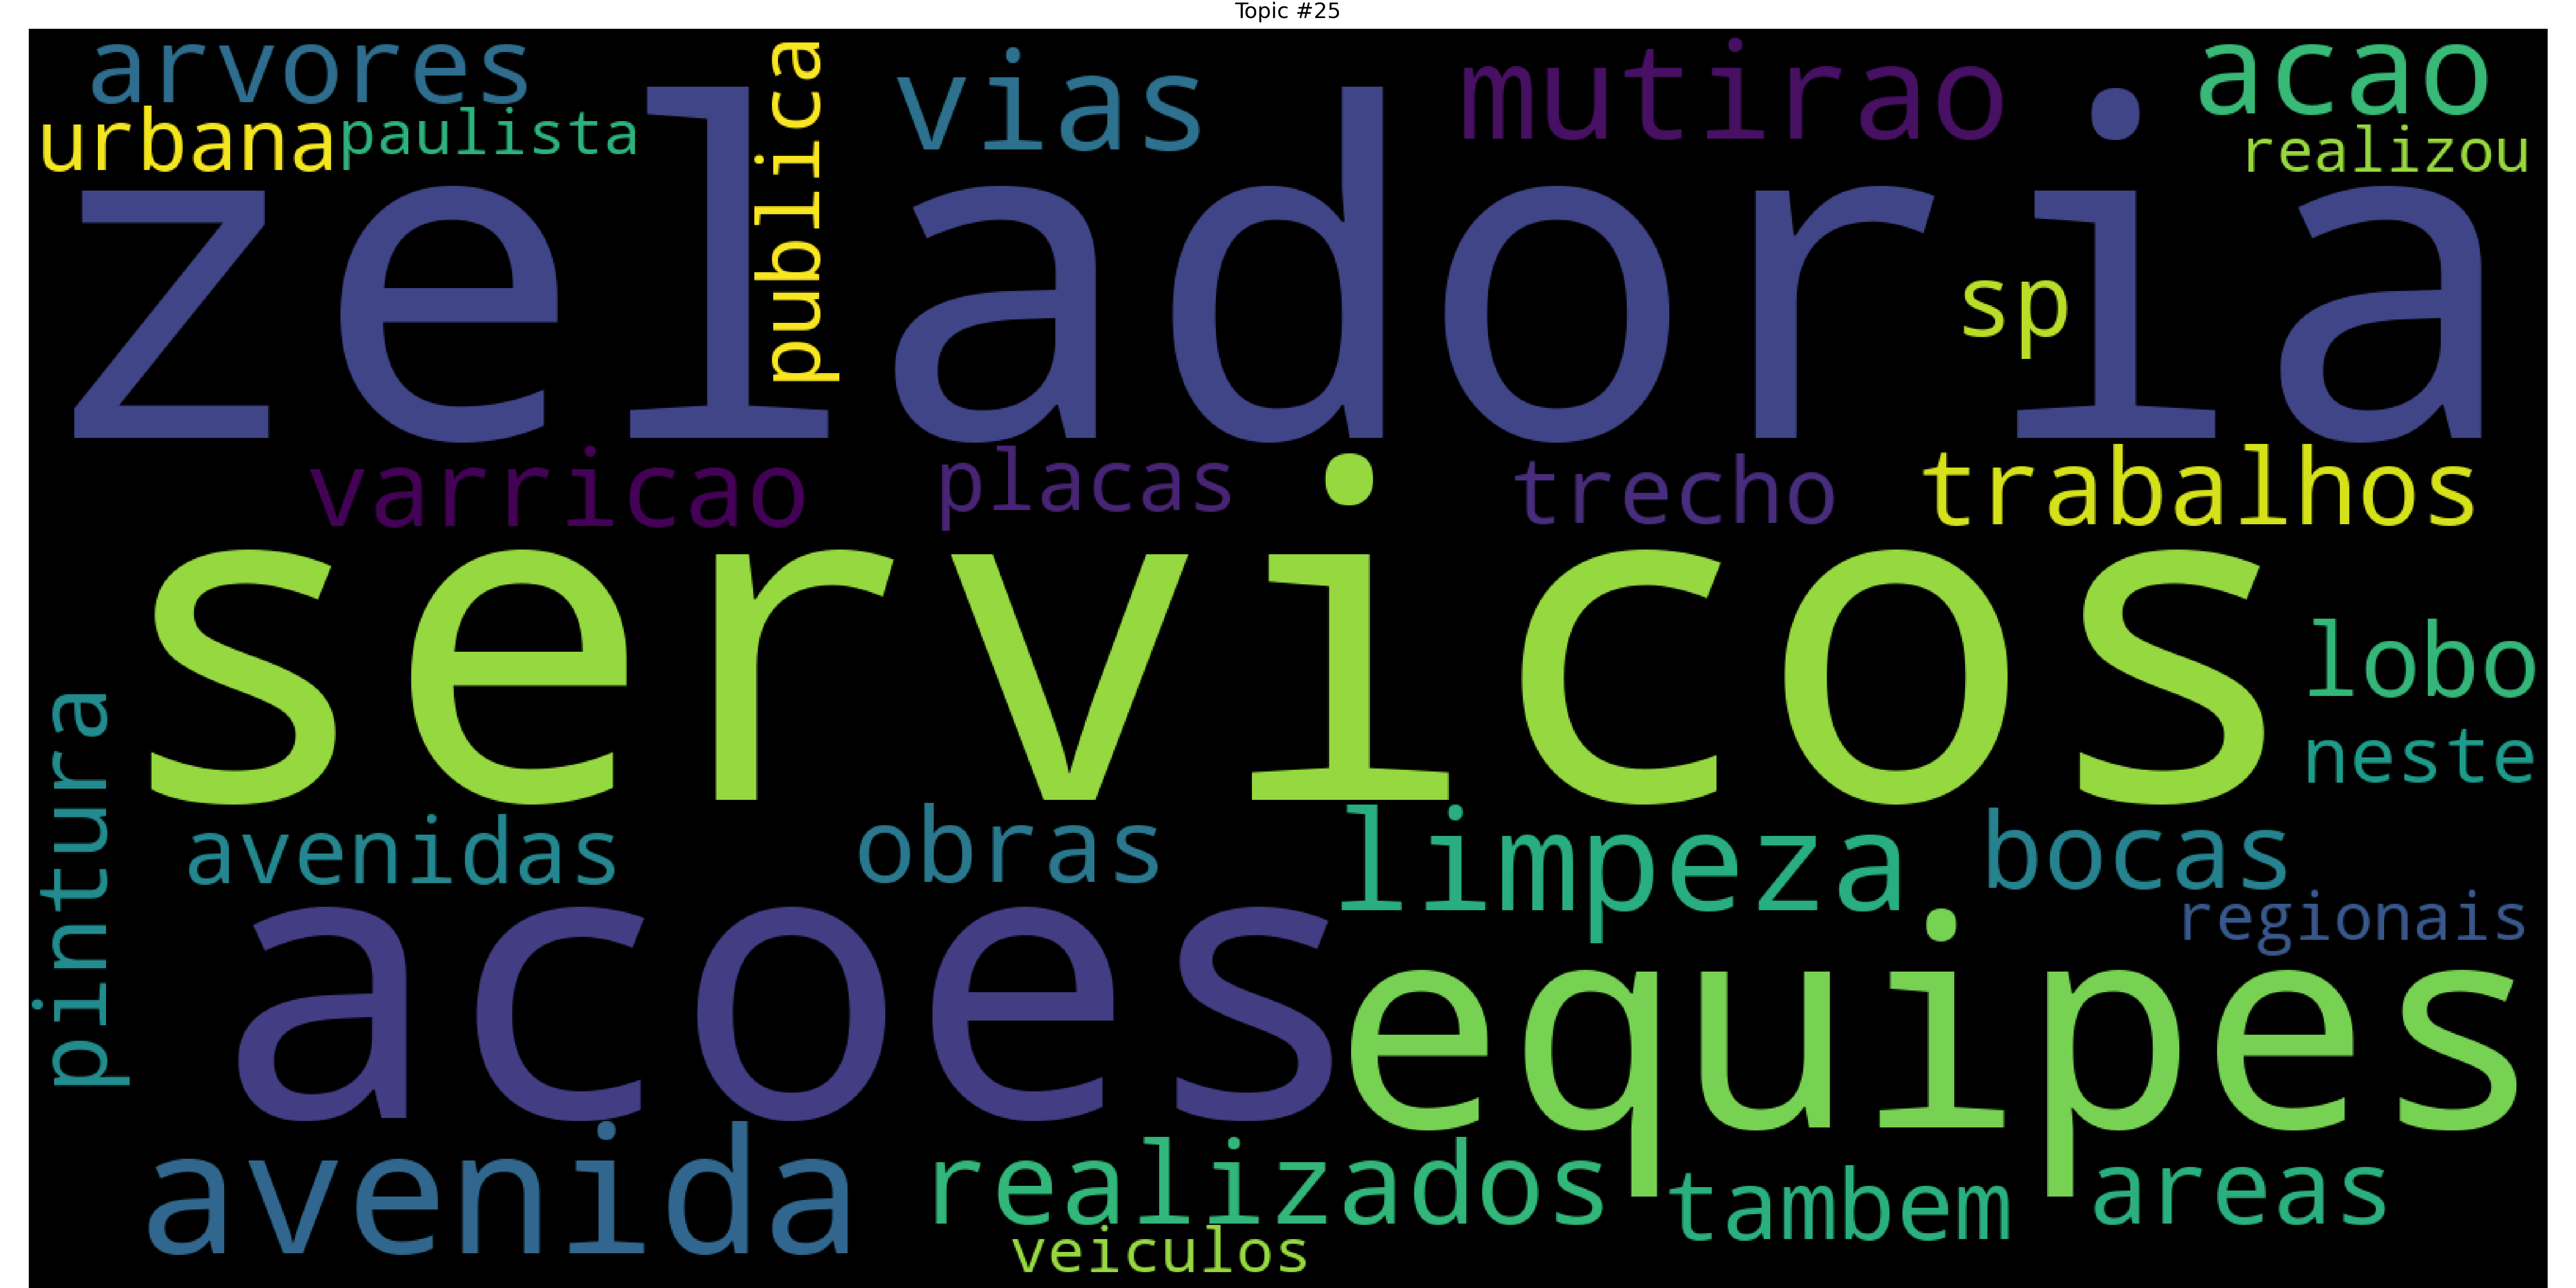 Topic #25
arvores
publica
vias
mutirao
acao
urbana
paulista
realizou
zeladoria
sp
varricao
placas
trecho
trabalhos
servicos
lobo
neste
pintura
avenidas
obras
limpeza
bocas
regionais
acoes
equipes
avenida
realizados
tambem
areas
veiculos